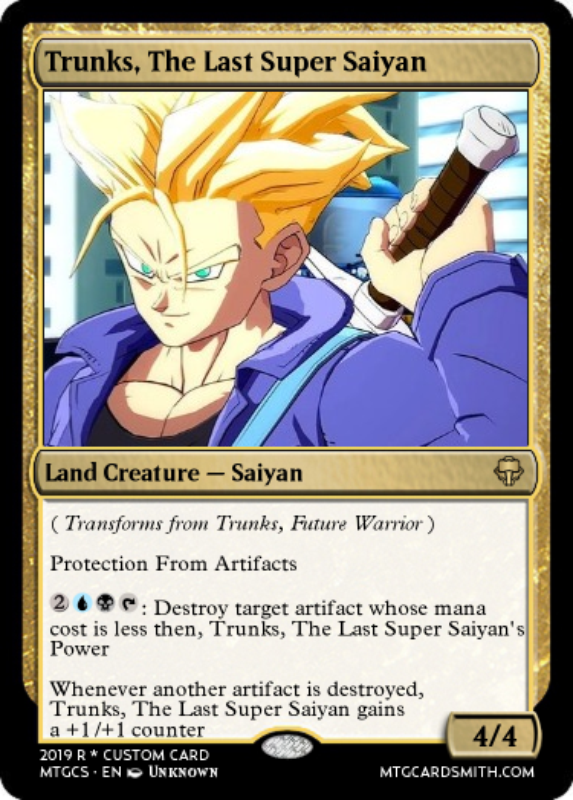 Trunks, The Last Super Saiyan
Land Creature — Saiyan
( Transforms from Trunks, Future Warrior )
Protection From Artifacts
2 : Destroy target artifact whose mana
cost is less then, Trunks, The Last Super Saiyan's
Power
Whenever another artifact is destroyed,
Trunks, The Last Super Saiyan gains
a +1/+1 counter
4/4
2019 R * CUSTOM CARD
MTGCS · EN UNKNOWN
MTGCARDSMITH.COM